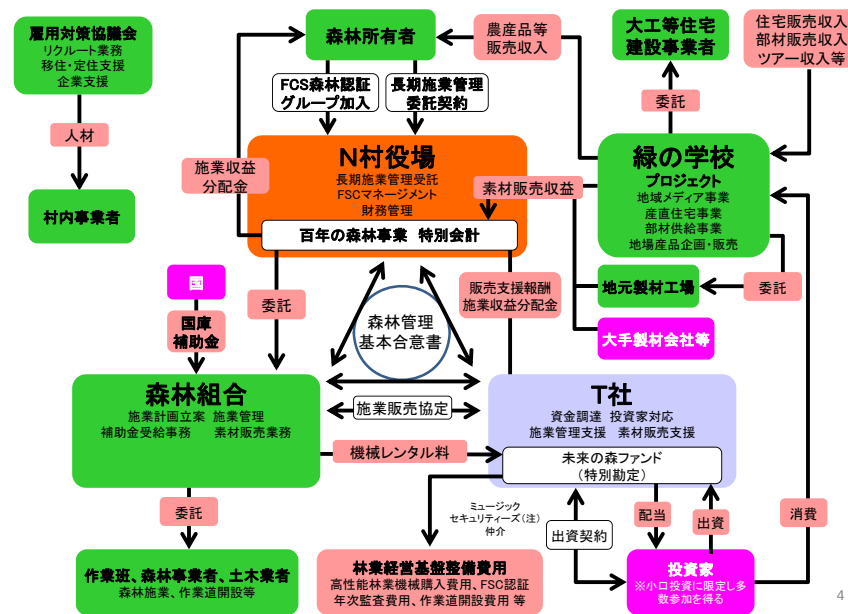 雇用対策協議会
リクルート業務
移住・定住支援
企業支援
人材
村内事業者
森林所有者
農産品等
販売収入
大工等住宅
建設事業者
住宅販売収入
部材販売収入
ツアー収入等
FCS森林認証
グループ加入
長期施業管理
委託契約
委託
施業収益
分配金
N村役場
長期施業管理受託
FSCマネージメント
財務管理
百年の森林事業 特別会計
素材販売収益
緑の学校
プロジェクト
地域メディア事業
産直住宅事業
部材供給事業
地場産品企画・販売
国
国庫
補助金
委託
森林管理
基本合意書
販売支援報酬
施業収益分配金
地元製材工場
委託
大手製材会社等
森林組合
施業計画立案 施業管理
補助金受給事務 素材販売業務
施業販売協定
T社
資金調達 投資家対応
施業管理支援 素材販売支援
未来の森ファンド
(特別勘定)
機械レンタル料
委託
作業班、森林事業者、土木業者
森林施業、作業道開設等
ミュージック
セキュリティーズ(注)
仲介
出資契約
配当
出資
消費
林業経営基盤整備費用
高性能林業機械購入費用、FSC認証
年次監査費用、作業道開設費用 等
投資家
※小口投資に限定し多
数参加を得る
4